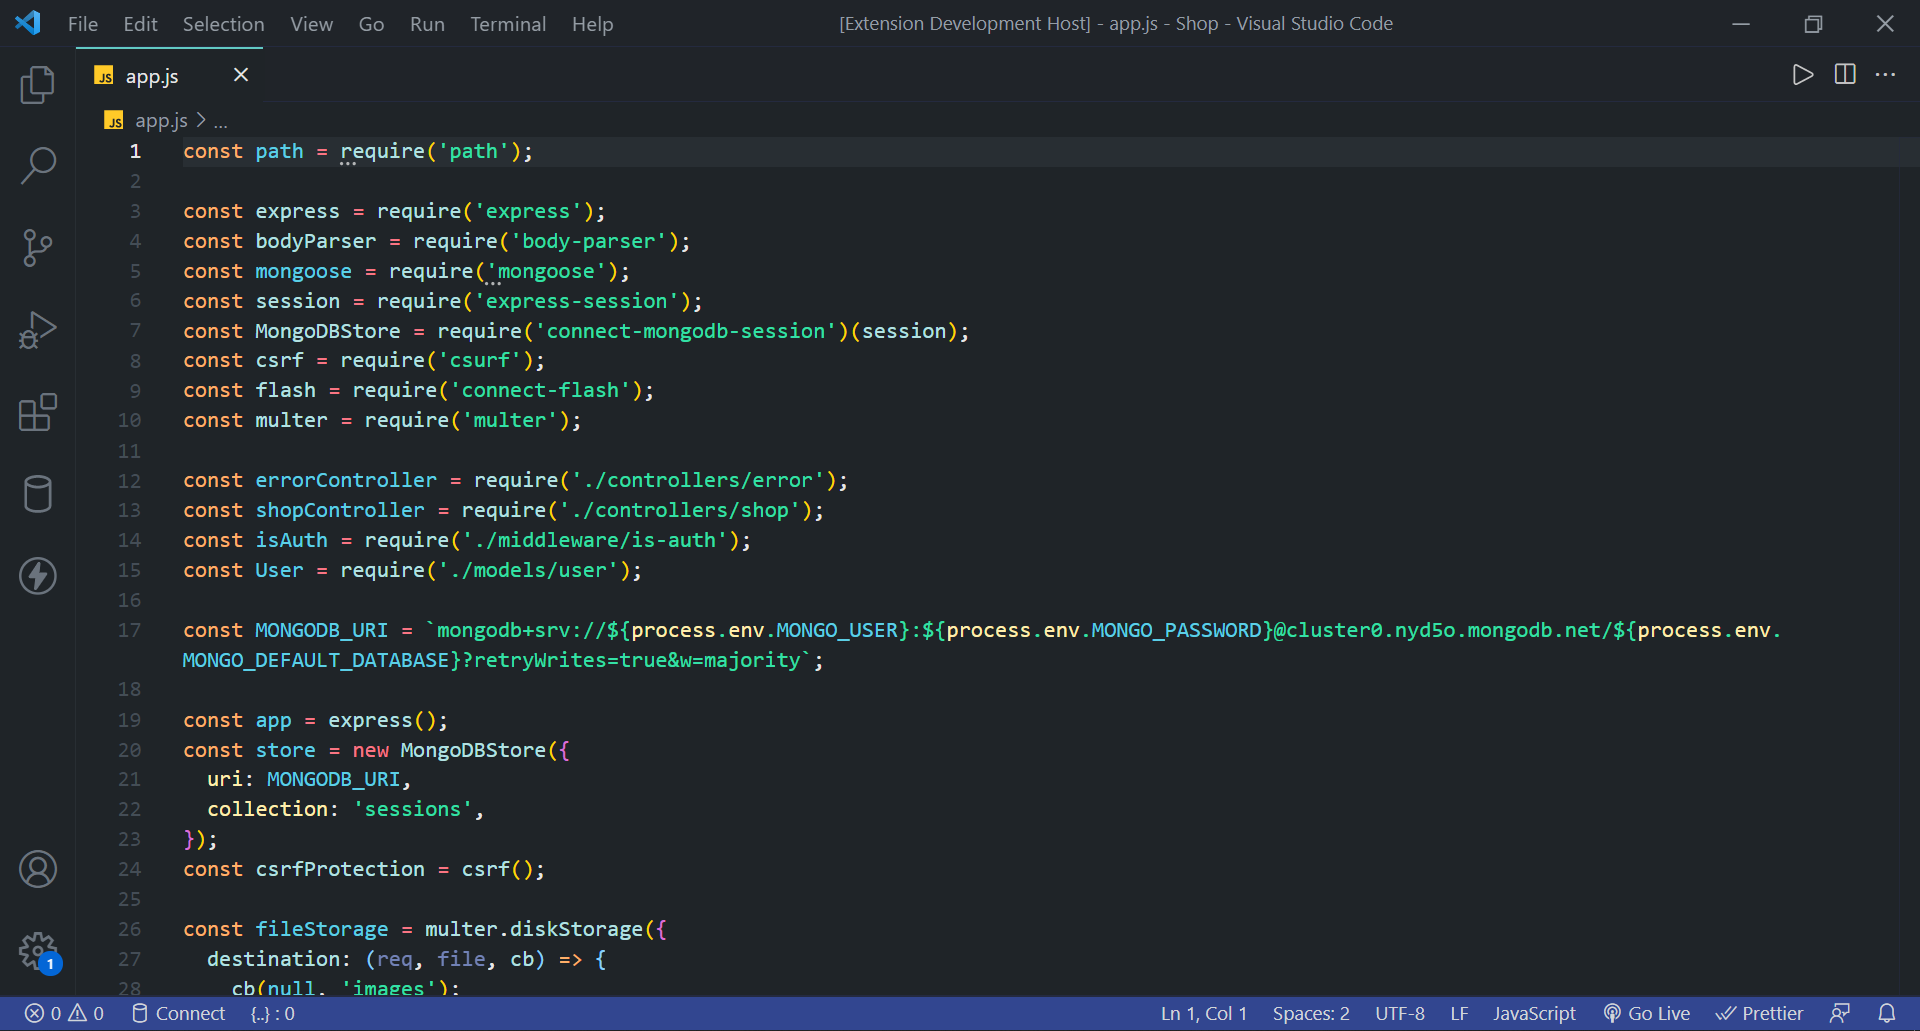 File Edit Selection View Go Run Terminal Help
[Extension Development Host] - app.js - Shop - Visual Studio Code
JS app.js
JS app.js > ...
1 const path = require('path');
2
3 const express = require('express');
4 const bodyParser = require('body-parser');
5 const mongoose = require('mongoose');
6 const session = require('express-session');
7 const MongoDBStore = require('connect-mongodb-session')(session);
8 const csrf = require('csurf');
9 const flash = require('connect-flash');
10 const multer = require('multer');
11
12 const errorController = require('./controllers/error');
13 const shopController = require('./controllers/shop');
14 const isAuth = require('./middleware/is-auth');
15 const User = require('./models/user');
16
17 const MONGODB_URI = `mongodb+srv://${process.env.MONGO_USER}:${process.env.MONGO_PASSWORD}@cluster0.nyd5o.mongodb.net/${process.env.
MONGO_DEFAULT_DATABASE}?retryWrites=true&w=majority`;
18
19 const app = express();
20 const store = new MongoDBStore({
21   uri: MONGODB_URI,
22   collection: 'sessions',
23 });
24 const csrfProtection = csrf();
25
26 const fileStorage = multer.diskStorage({
27   destination: (req, file, cb) => {
28     cb(null, 'images');
1
0 0 Connect {..} : 0
Ln 1, Col 1 Spaces: 2 UTF-8 LF JavaScript Go Live Prettier